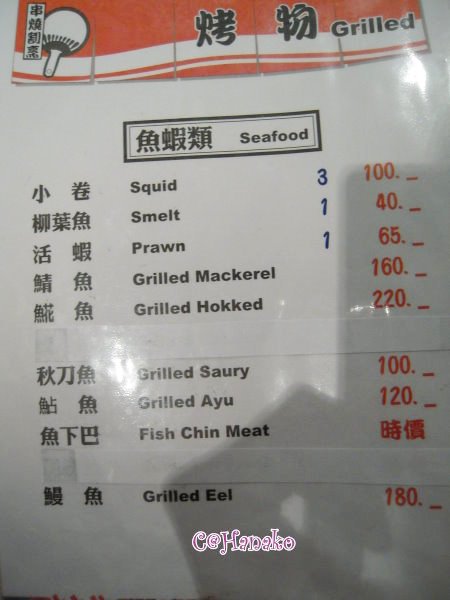 串燒割烹
烤物 Grilled
魚蝦類 Seafood
小卷 Squid 3 100._
柳葉魚 Smelt 1 40._
活蝦 Prawn 1 65._
鯖魚 Grilled Mackerel 160._
鯱魚 Grilled Hokked 220._
秋刀魚 Grilled Saury 100._
鮎魚 Grilled Ayu 120._
魚下巴 Fish Chin Meat 時價
鰻魚 Grilled Eel 180._
C@Hanako